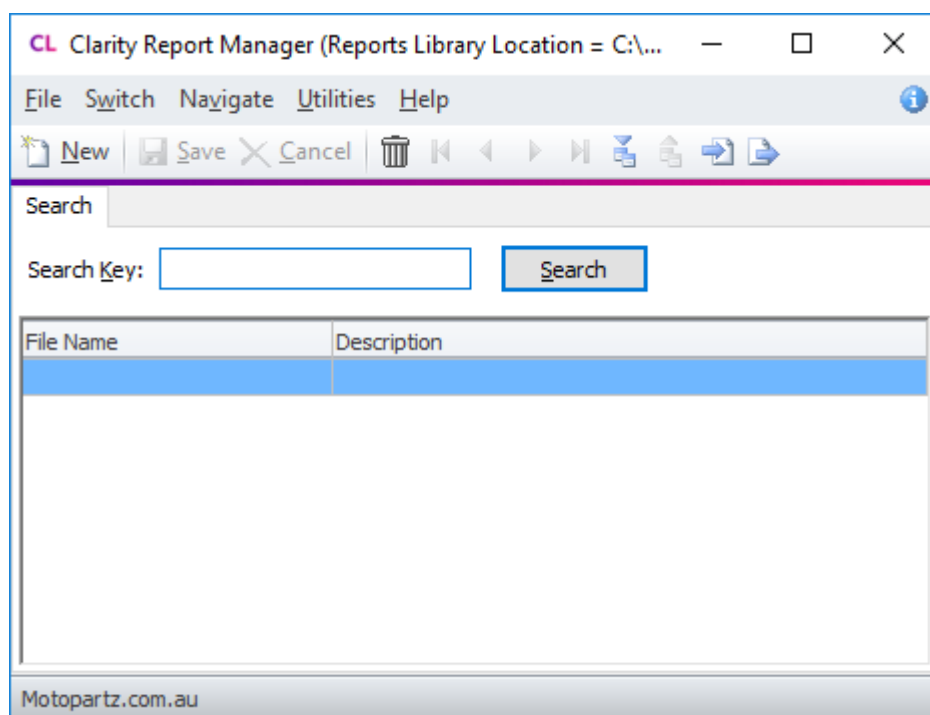 CL Clarity Report Manager (Reports Library Location = C:\...
File Switch Navigate Utilities Help
New Save Cancel
Search
Search Key: Search
File Name Description
Motopartz.com.au